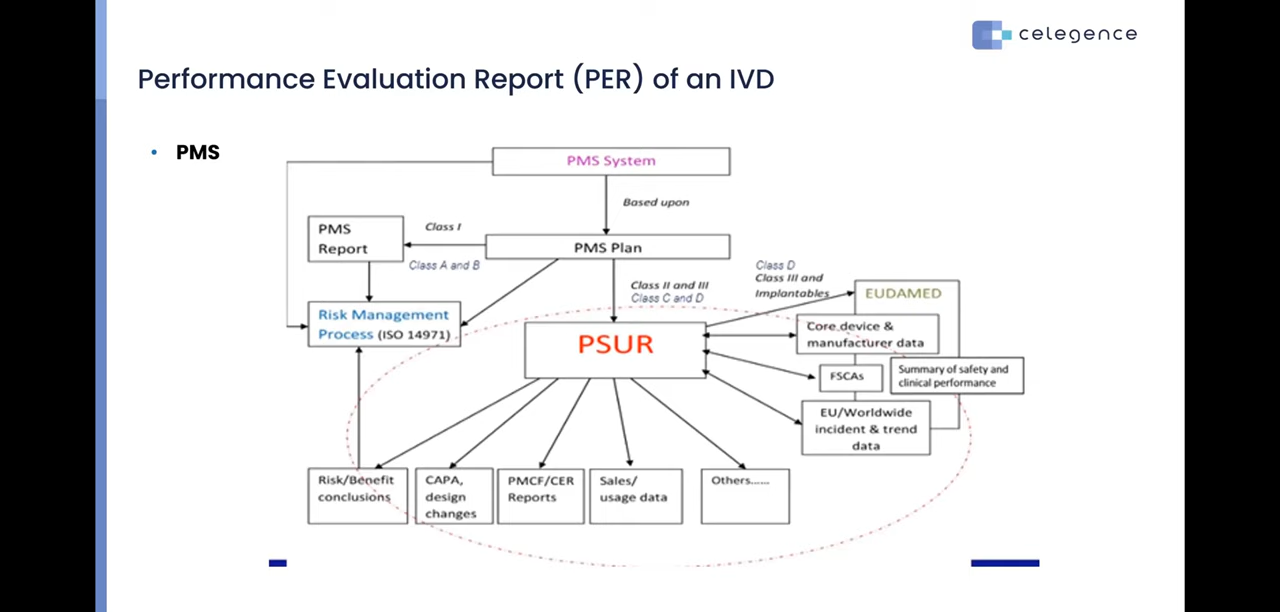 celegence
Performance Evaluation Report (PER) of an IVD
• PMS
PMS System
Based upon
PMS
Report
Class I
Class A and B
PMS Plan
Class II and III
Class C and D
Class D
Class III and
Implantables
EUDAMED
Risk Management
Process (ISO 14971)
PSUR
Core device &
manufacturer data
FSCAs
Summary of safety and
clinical performance
EU/Worldwide
incident & trend
data
Risk/Benefit
conclusions
CAPA,
design
changes
PMCF/CER
Reports
Sales/
usage data
Others......